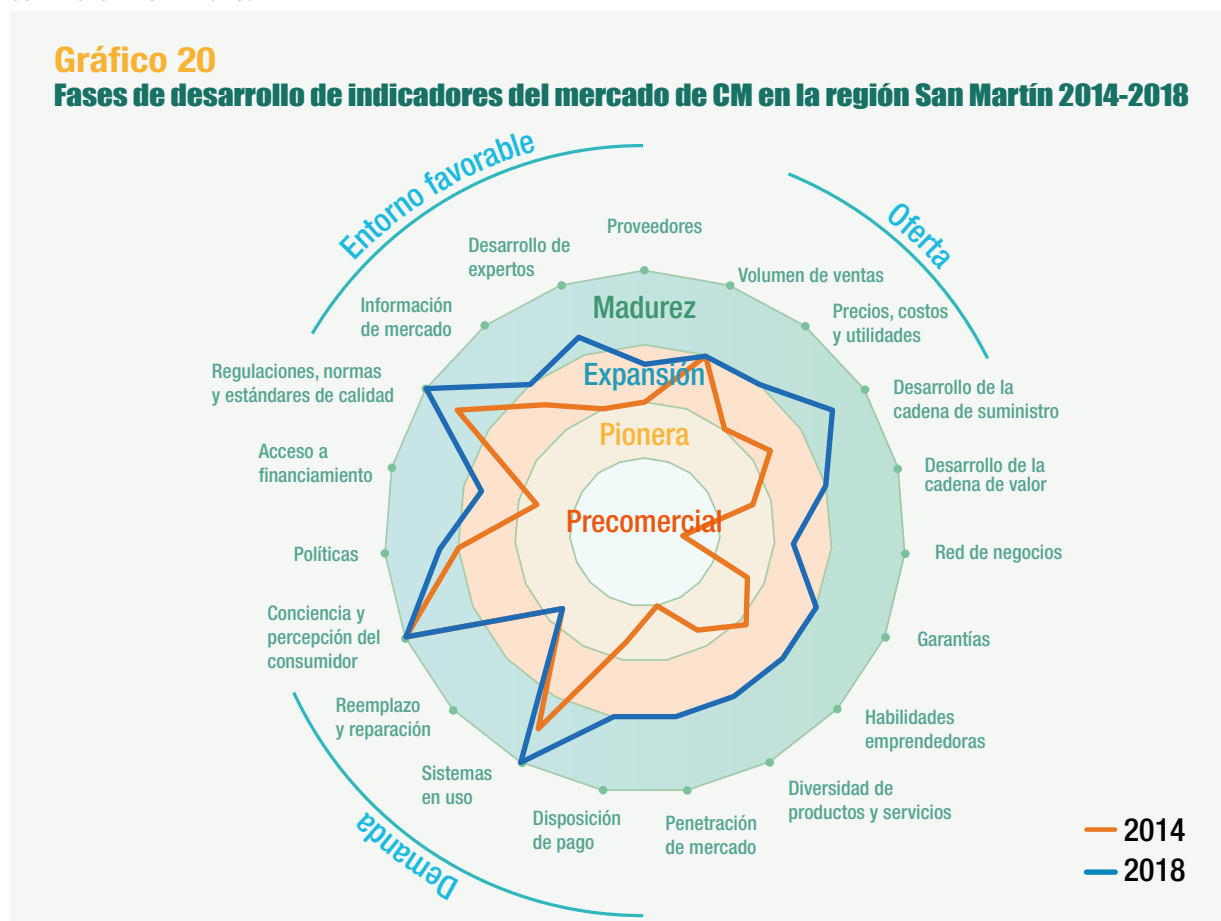 Gráfico 20
Fases de desarrollo de indicadores del mercado de CM en la región San Martín 2014-2018
Entorno favorable
Oferta
Demanda
Proveedores
Volumen de ventas
Precios, costos
y utilidades
Desarrollo de la
cadena de suministro
Desarrollo de la
cadena de valor
Red de negocios
Garantías
Habilidades
emprendedoras
Diversidad de
productos y servicios
Penetración
de mercado
Disposición
de pago
Sistemas
en uso
Reemplazo
y reparación
Conciencia y
percepción del
consumidor
Políticas
Acceso a
financiamiento
Regulaciones, normas
y estándares de calidad
Información
de mercado
Desarrollo de
expertos
Madurez
Expansión
Pionera
Precomercial
2014
2018